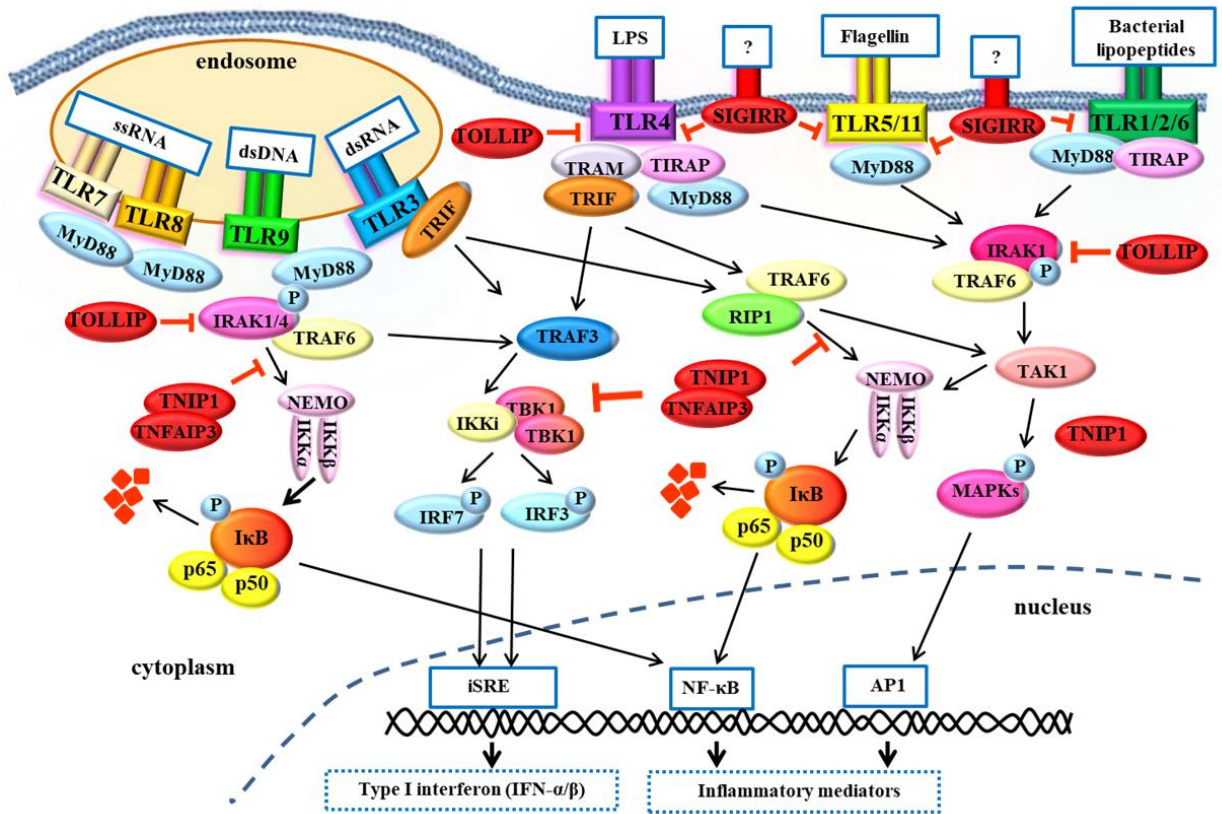 LPS
?
Flagellin
?
Bacterial
lipopeptides
endosome
ssRNA
dsDNA
dsRNA
TLR7
TLR8
TLR9
TLR3
TRIF
MyD88
MyD88
MyD88
TOLLIP
TLR4
SIGIRR
TLR5/11
SIGIRR
TLR1/2/6
TRAM
TIRAP
TRIF
MyD88
MyD88
MyD88
TIRAP
IRAK1
P
TRAF6
TOLLIP
TOLLIP
IRAK1/4
P
TRAF6
TRAF3
TRAF6
RIP1
TAK1
TNIP1
TNFAIP3
NEMO
IKKα
IKKβ
IKKi
TBK1
TBK1
TNIP1
TNFAIP3
NEMO
IKKα
IKKβ
TNIP1
P
IκB
p65
p50
IRF7
P
IRF3
P
P
IκB
p65
p50
P
MAPKs
nucleus
cytoplasm
iSRE
NF-κB
AP1
Type I interferon (IFN-α/β)
Inflammatory mediators